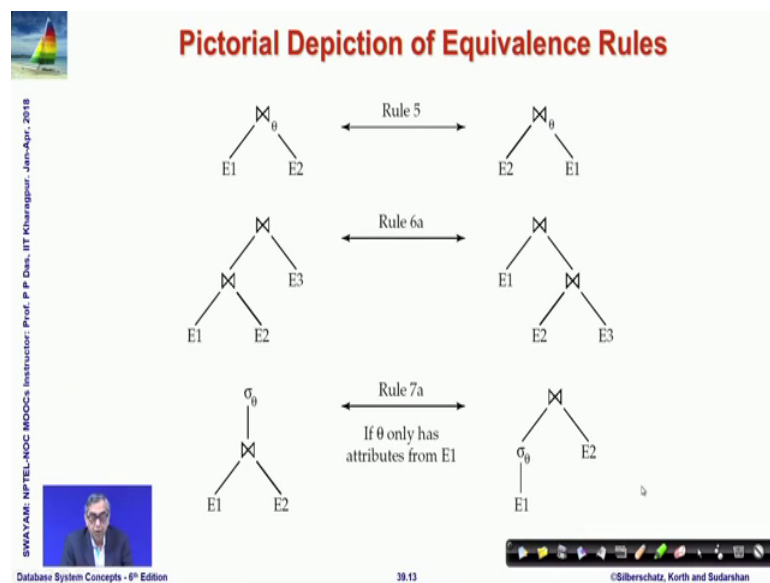 Pictorial Depiction of Equivalence Rules
SWAYAM: NPTEL-NOC MOOCs Instructor: Prof. P P Das, IIT Kharagpur. Jan-Apr, 2018
⋈θ
Rule 5
⋈θ
E1 E2
E2 E1
⋈
Rule 6a
⋈
⋈ E3
E1 ⋈
E1 E2
E2 E3
σθ
Rule 7a
⋈
If θ only has
attributes from E1
⋈
σθ E2
E1 E2
E1
Database System Concepts - 6th Edition
39.13
©Silberschatz, Korth and Sudarshan